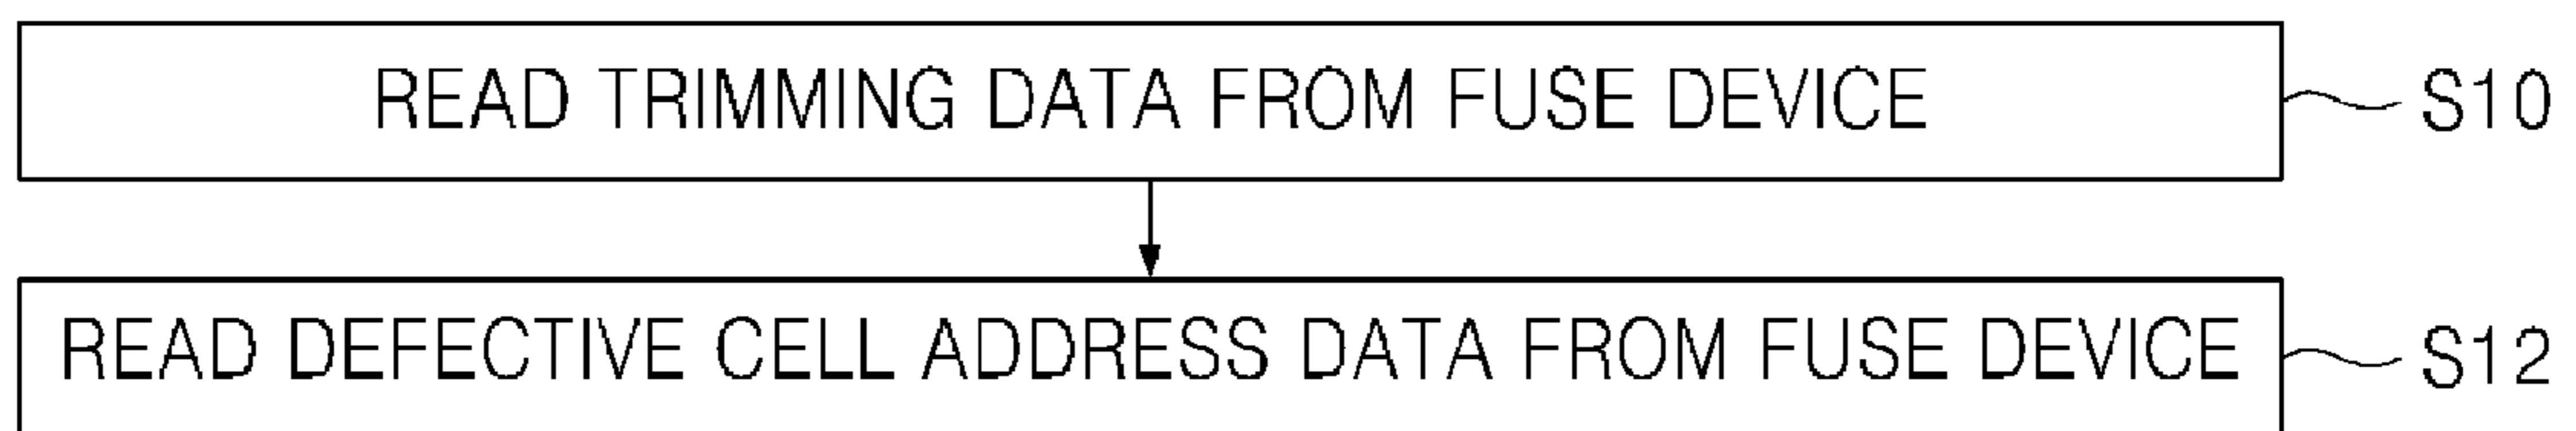 READ TRIMMING DATA FROM FUSE DEVICE S10
READ DEFECTIVE CELL ADDRESS DATA FROM FUSE DEVICE S12